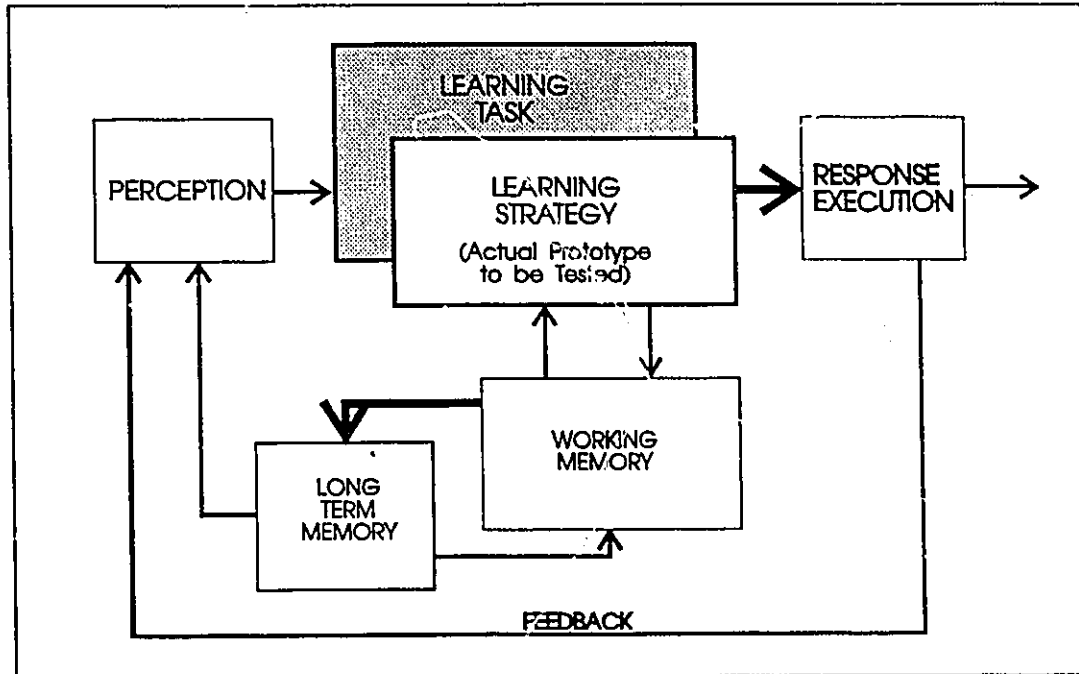 LEARNING
TASK
PERCEPTION
LEARNING
STRATEGY
(Actual Prototype
to be Tested)
RESPONSE
EXECUTION
WORKING
MEMORY
LONG
TERM
MEMORY
FEEDBACK